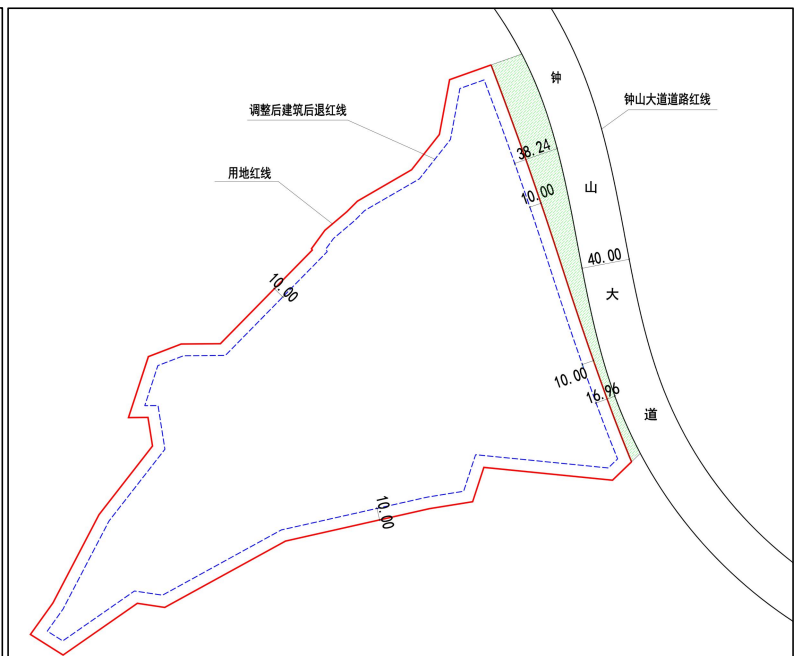 钟
调整后建筑后退红线
钟山大道道路红线
38.24
用地红线
山
10.00
40.00
10.00
大
10.00
16.96
道
10.00